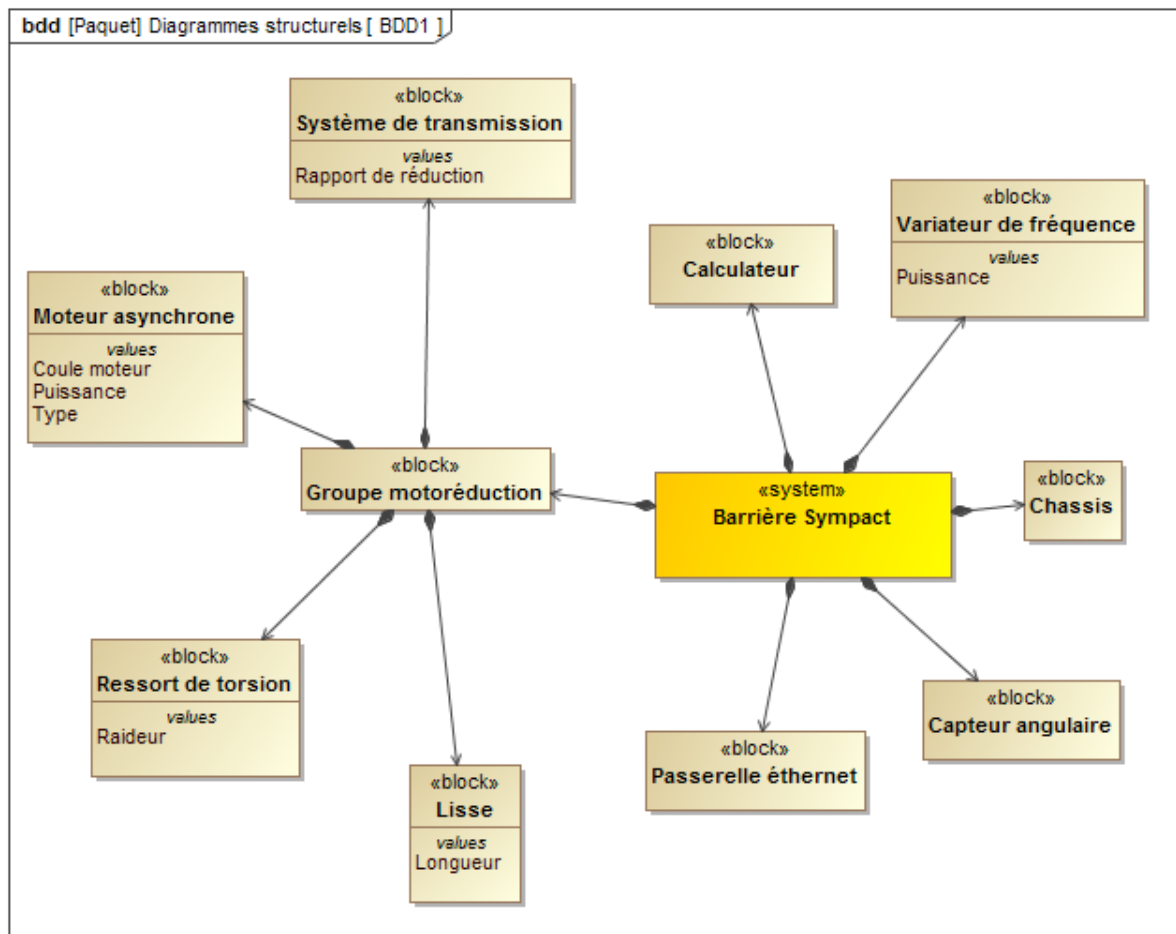 bdd [Paquet] Diagrammes structurels [ BDD1 ]
«block»
Système de transmission
values
Rapport de réduction
«block»
Variateur de fréquence
values
Puissance
«block»
Calculateur
«block»
Moteur asynchrone
values
Coule moteur
Puissance
Type
«block»
Groupe motoréduction
«system»
Barrière Sympact
«block»
Chassis
«block»
Ressort de torsion
values
Raideur
«block»
Lisse
values
Longueur
«block»
Passerelle éthernet
«block»
Capteur angulaire